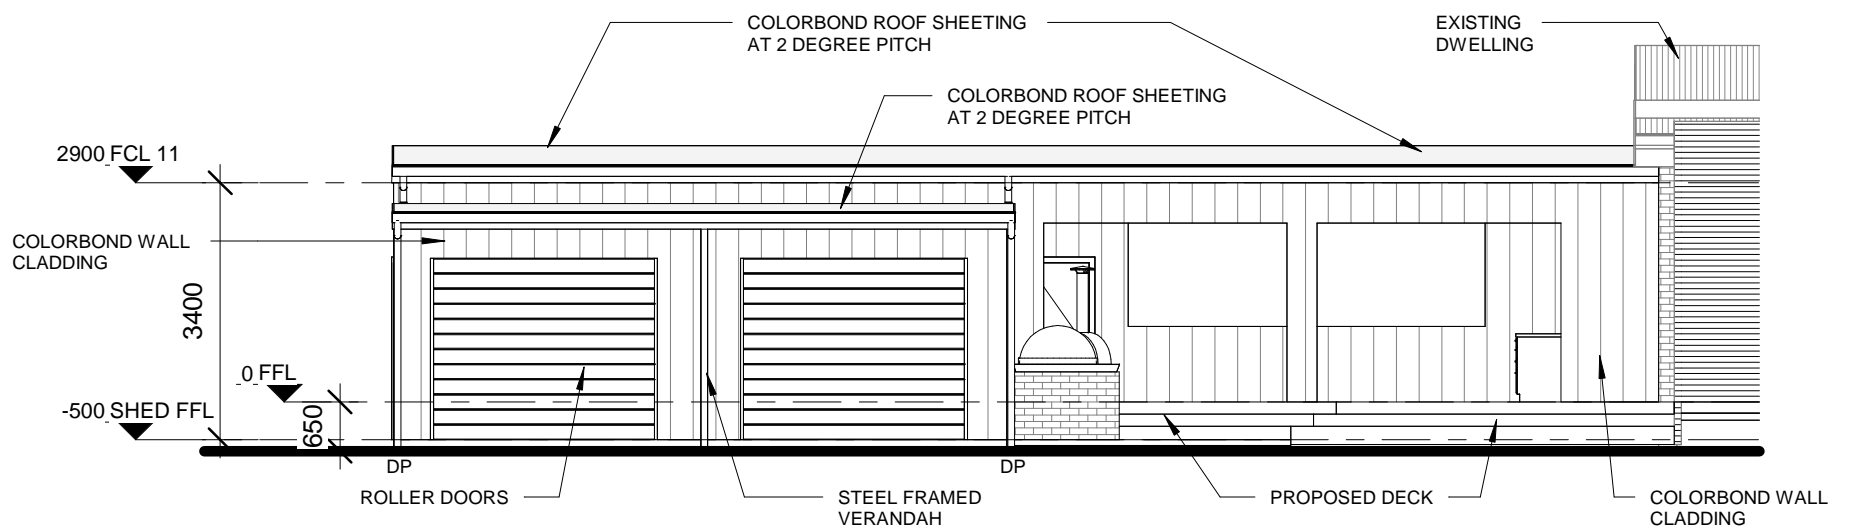 COLORBOND ROOF SHEETING
AT 2 DEGREE PITCH
EXISTING
DWELLING
COLORBOND ROOF SHEETING
AT 2 DEGREE PITCH
2900 FCL 11
COLORBOND WALL
CLADDING
3400
0 FFL
-500 SHED FFL
650
DP
DP
ROLLER DOORS
STEEL FRAMED
VERANDAH
PROPOSED DECK
COLORBOND WALL
CLADDING